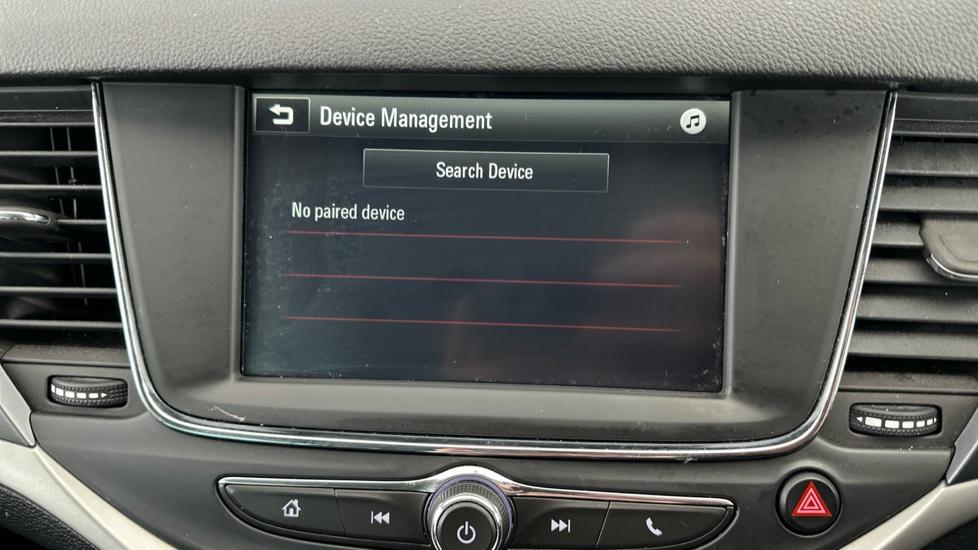 Device Management
Search Device
No paired device